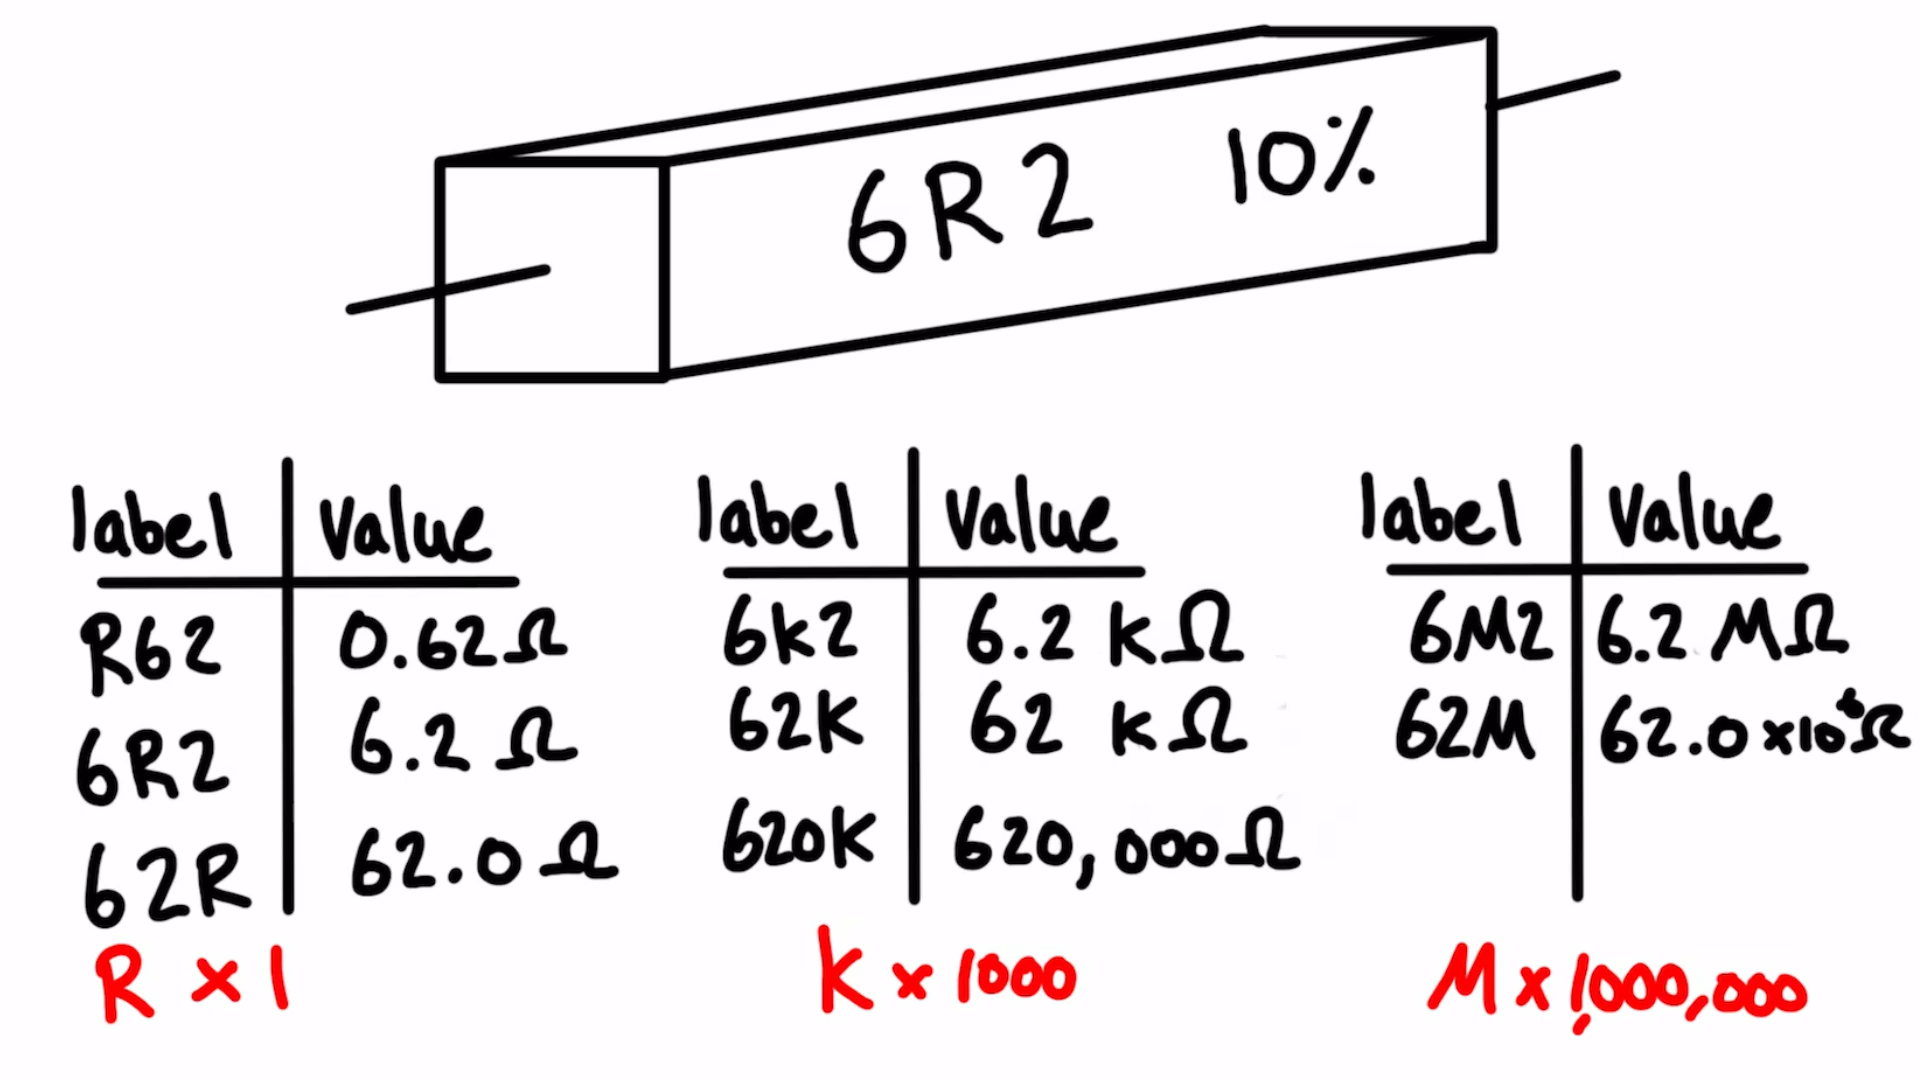 6R2 10%
label value
R62 0.62Ω
6R2 6.2 Ω
62R 62.0 Ω
R x 1
label value
6k2 6.2 kΩ
62K 62 kΩ
620K 620,000Ω
K x 1000
label value
6M2 6.2 MΩ
62M 62.0 x10⁶Ω
M x 1,000,000